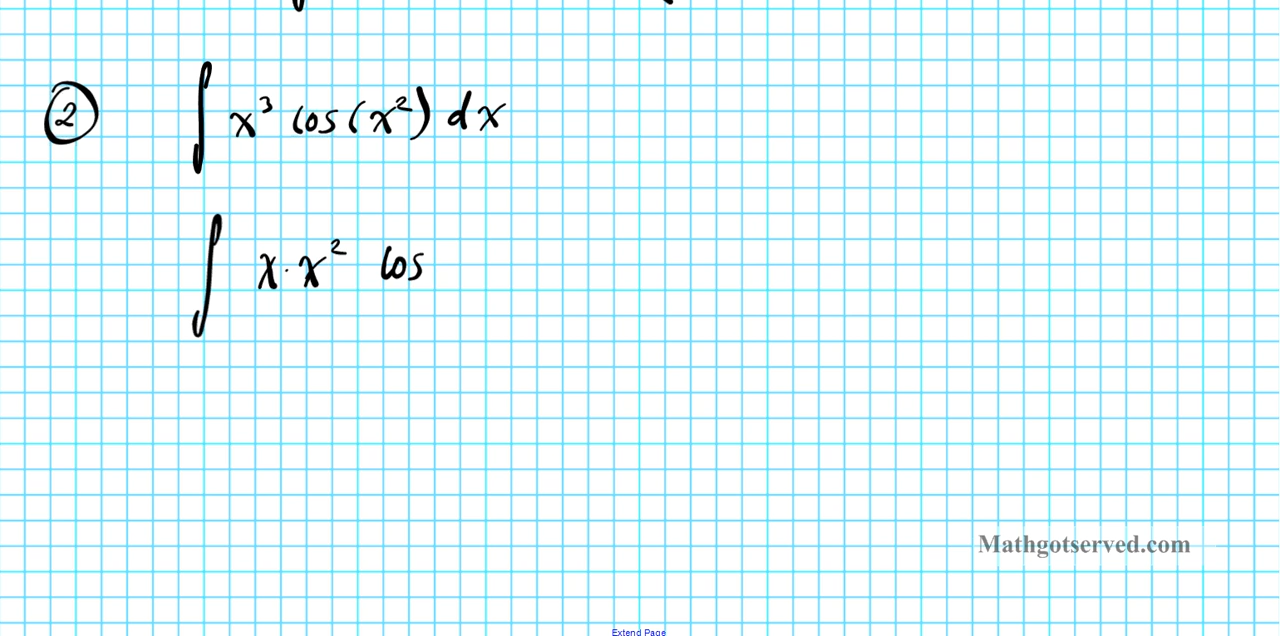 ② ∫ x³ cos(x²) dx
∫ x·x² cos
Mathgotserved.com
Extend Page